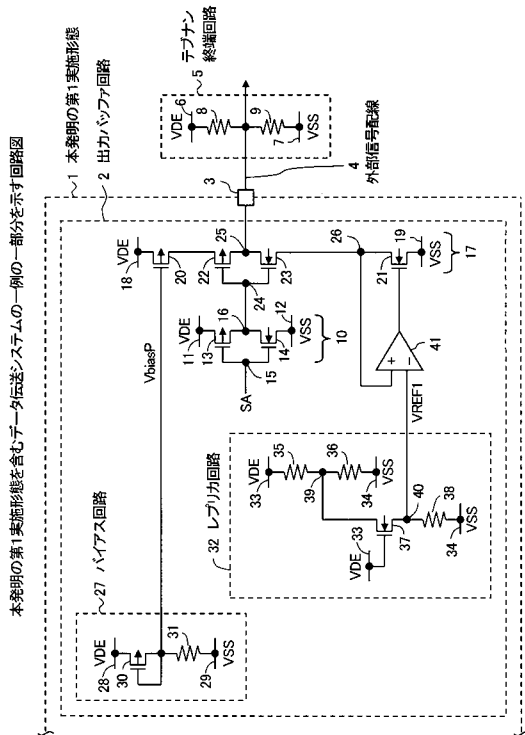 本発明の第1実施形態を含むデータ伝送システムの一例の一部分を示す回路図
1 本発明の第1実施形態
2 出力バッファ回路
テブナン
終端回路
5
VDE 6
8
9
7
VSS
3
4
外部信号配線
VDE
18
20
22
25
23
24
26
19
VSS
21
17
VbiasP
VDE
11
13
16
12
14
VSS
10
15
SA
41
+
−
VREF1
27 バイアス回路
VDE
28
30
31
29
VSS
32 レプリカ回路
VDE
33
35
39
36
34
VSS
33
VDE
37
40
38
34
VSS